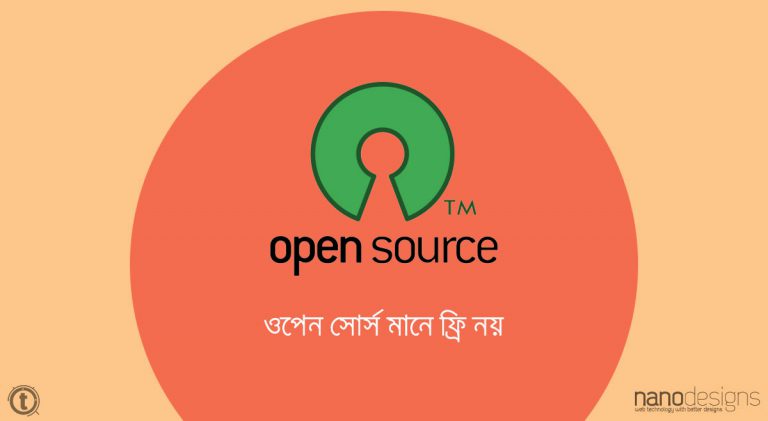 TM
open source
ওপেন সোর্স মানে ফ্রি নয়
t
nanodesigns
web technology with better designs